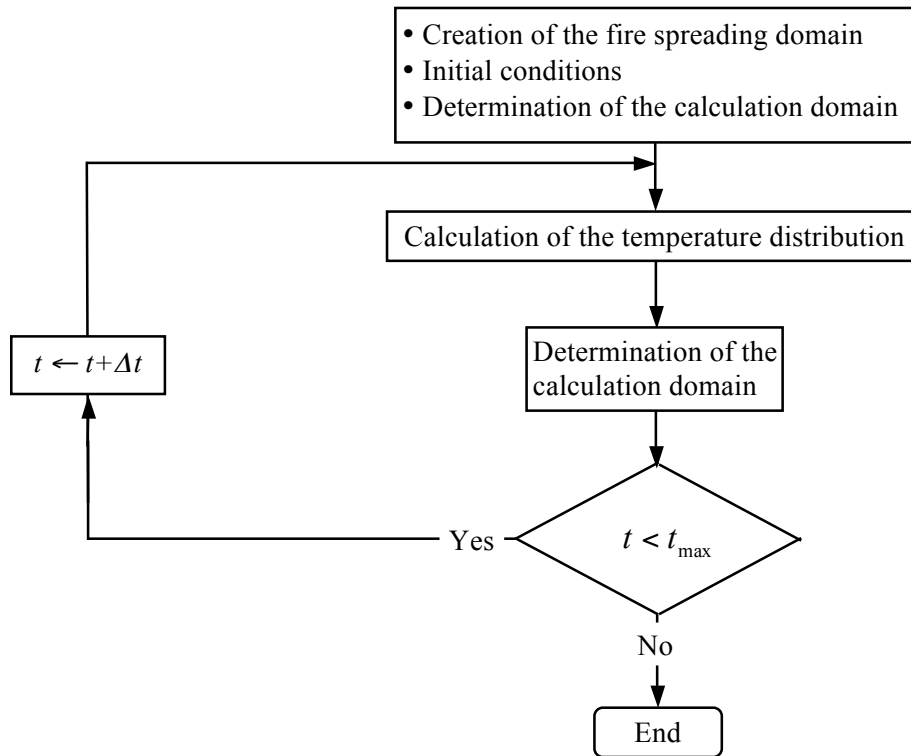 • Creation of the fire spreading domain
• Initial conditions
• Determination of the calculation domain
Calculation of the temperature distribution
t ← t+Δt
Determination of the
calculation domain
Yes
t < tmax
No
End